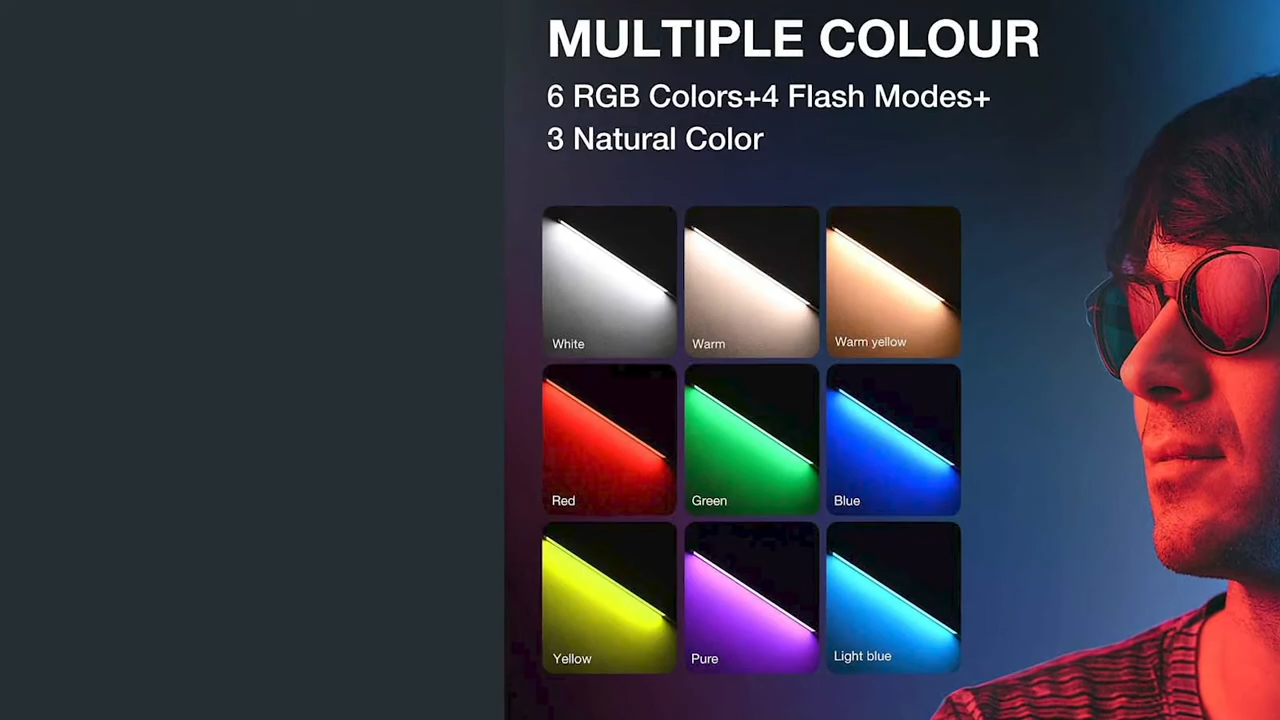 MULTIPLE COLOUR
6 RGB Colors+4 Flash Modes+
3 Natural Color
White
Warm
Warm yellow
Red
Green
Blue
Yellow
Pure
Light blue